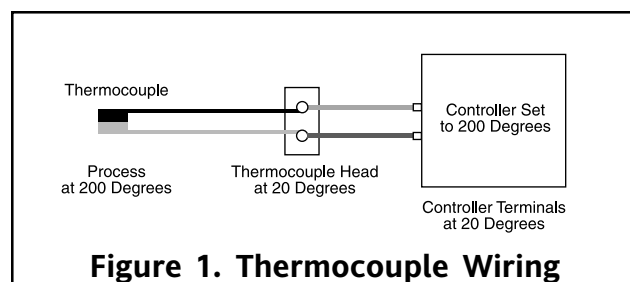 Thermocouple
Controller Set
to 200 Degrees
Process
at 200 Degrees
Thermocouple Head
at 20 Degrees
Controller Terminals
at 20 Degrees
Figure 1. Thermocouple Wiring